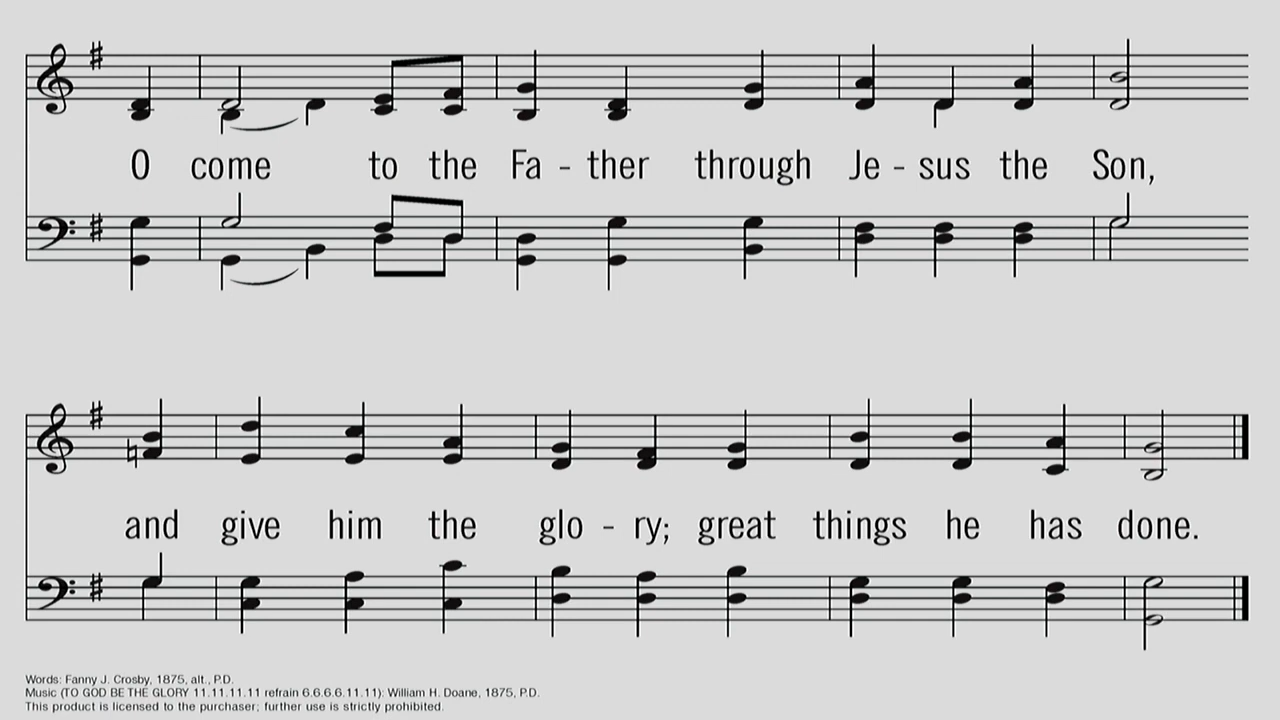 O come to the Fa - ther through Je - sus the Son,
and give him the glo - ry; great things he has done.
Words: Fanny J. Crosby, 1875, alt., P.D.
Music (TO GOD BE THE GLORY 11.11.11.11 refrain 6.6.6.6.11.11): William H. Doane, 1875, P.D.
This product is licensed to the purchaser; further use is strictly prohibited.